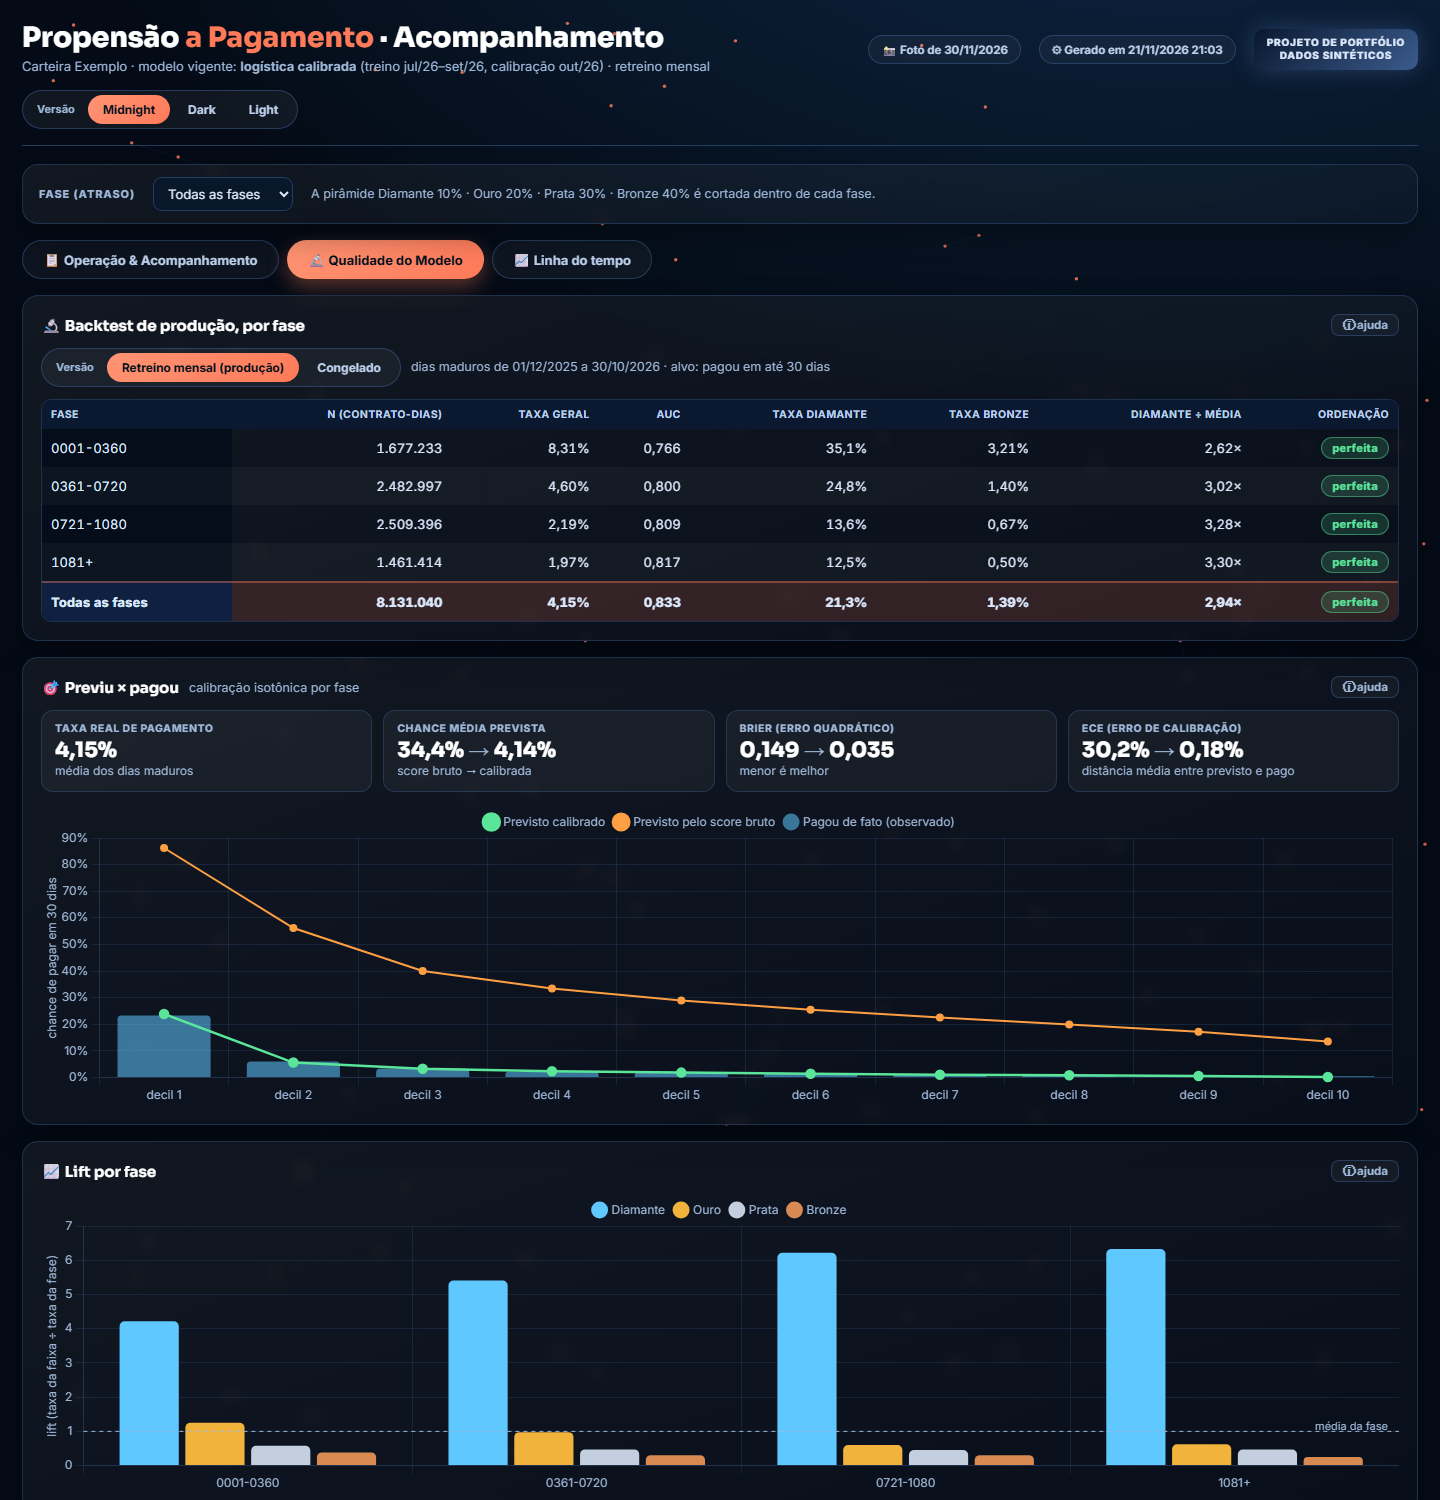 Propensão a Pagamento · Acompanhamento
Carteira Exemplo · modelo vigente: logística calibrada (treino jul/26–set/26, calibração out/26) · retreino mensal
Foto de 30/11/2026
Gerado em 21/11/2026 21:03
PROJETO DE PORTFÓLIO
DADOS SINTÉTICOS
Versão Midnight Dark Light
FASE (ATRASO) Todas as fases A pirâmide Diamante 10% · Ouro 20% · Prata 30% · Bronze 40% é cortada dentro de cada fase.
Operação & Acompanhamento Qualidade do Modelo Linha do tempo
Backtest de produção, por fase ajuda
Versão Retreino mensal (produção) Congelado dias maduros de 01/12/2025 a 30/10/2026 · alvo: pagou em até 30 dias
FASE N (CONTRATO-DIAS) TAXA GERAL AUC TAXA DIAMANTE TAXA BRONZE DIAMANTE ÷ MÉDIA ORDENAÇÃO
0001-0360 1.677.233 8,31% 0,766 35,1% 3,21% 2,62× perfeita
0361-0720 2.482.997 4,60% 0,800 24,8% 1,40% 3,02× perfeita
0721-1080 2.509.396 2,19% 0,809 13,6% 0,67% 3,28× perfeita
1081+ 1.461.414 1,97% 0,817 12,5% 0,50% 3,30× perfeita
Todas as fases 8.131.040 4,15% 0,833 21,3% 1,39% 2,94× perfeita
Previu × pagou calibração isotônica por fase ajuda
TAXA REAL DE PAGAMENTO
4,15%
média dos dias maduros
CHANCE MÉDIA PREVISTA
34,4% → 4,14%
score bruto → calibrada
BRIER (ERRO QUADRÁTICO)
0,149 → 0,035
menor é melhor
ECE (ERRO DE CALIBRAÇÃO)
30,2% → 0,18%
distância média entre previsto e pago
Previsto calibrado Previsto pelo score bruto Pagou de fato (observado)
chance de pagar em 30 dias
90%
80%
70%
60%
50%
40%
30%
20%
10%
0%
decil 1 decil 2 decil 3 decil 4 decil 5 decil 6 decil 7 decil 8 decil 9 decil 10
Lift por fase ajuda
Diamante Ouro Prata Bronze
lift (taxa da faixa ÷ taxa da fase)
7
6
5
4
3
2
1
0
média da fase
0001-0360 0361-0720 0721-1080 1081+